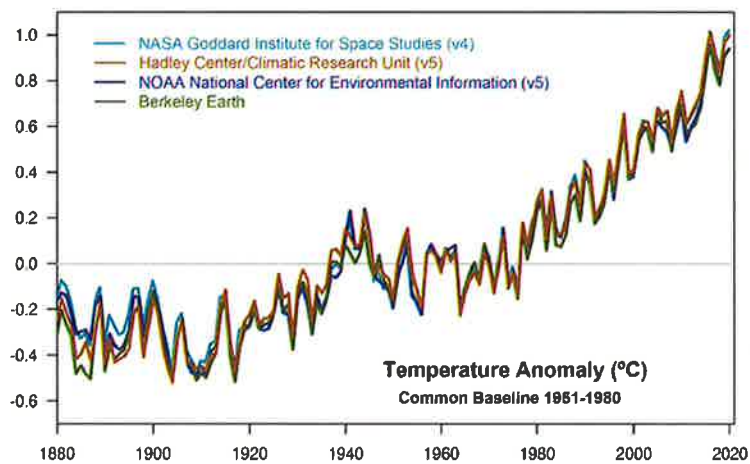 1.0
NASA Goddard Institute for Space Studies (v4)
Hadley Center/Climatic Research Unit (v5)
0.8
NOAA National Center for Environmental Information (v5)
Berkeley Earth
0.6
0.4
0.2
0.0
-0.2
-0.4
Temperature Anomaly (ºC)
Common Baseline 1951-1980
-0.6
1880 1900 1920 1940 1960 1980 2000 2020